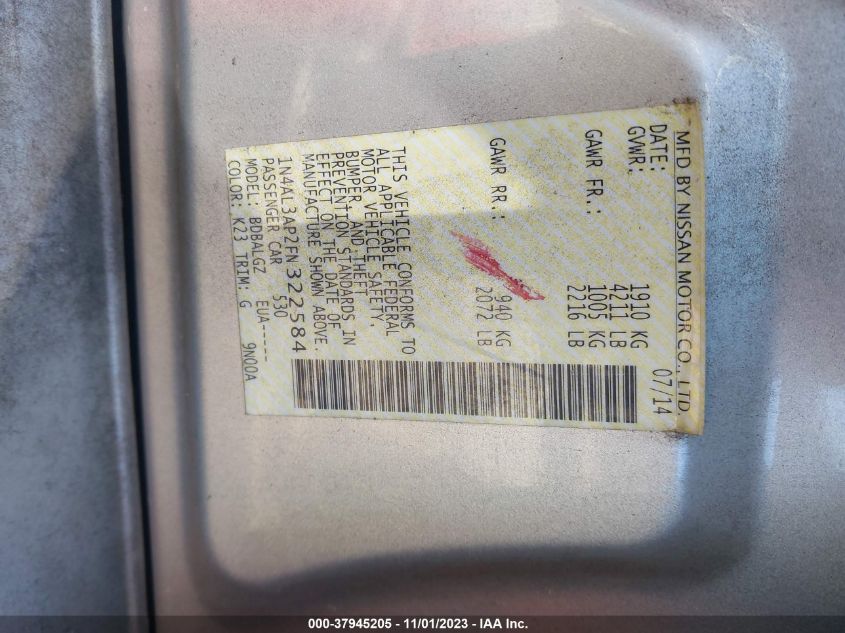 MFD BY NISSAN MOTOR CO., LTD.
DATE: 07/14
GVWR: 1910 KG
4211 LB
GAWR FR.: 1005 KG
2216 LB
GAWR RR.: 940 KG
2072 LB
THIS VEHICLE CONFORMS TO
ALL APPLICABLE FEDERAL
MOTOR VEHICLE SAFETY,
BUMPER, AND THEFT
PREVENTION STANDARDS IN
EFFECT ON THE DATE OF
MANUFACTURE SHOWN ABOVE.
1N4AL3AP2FN322584
PASSENGER CAR 530
MODEL: BDBALGZ EUA-----
COLOR: K23 TRIM: G 9N00A
000-37945205 - 11/01/2023 - IAA Inc.